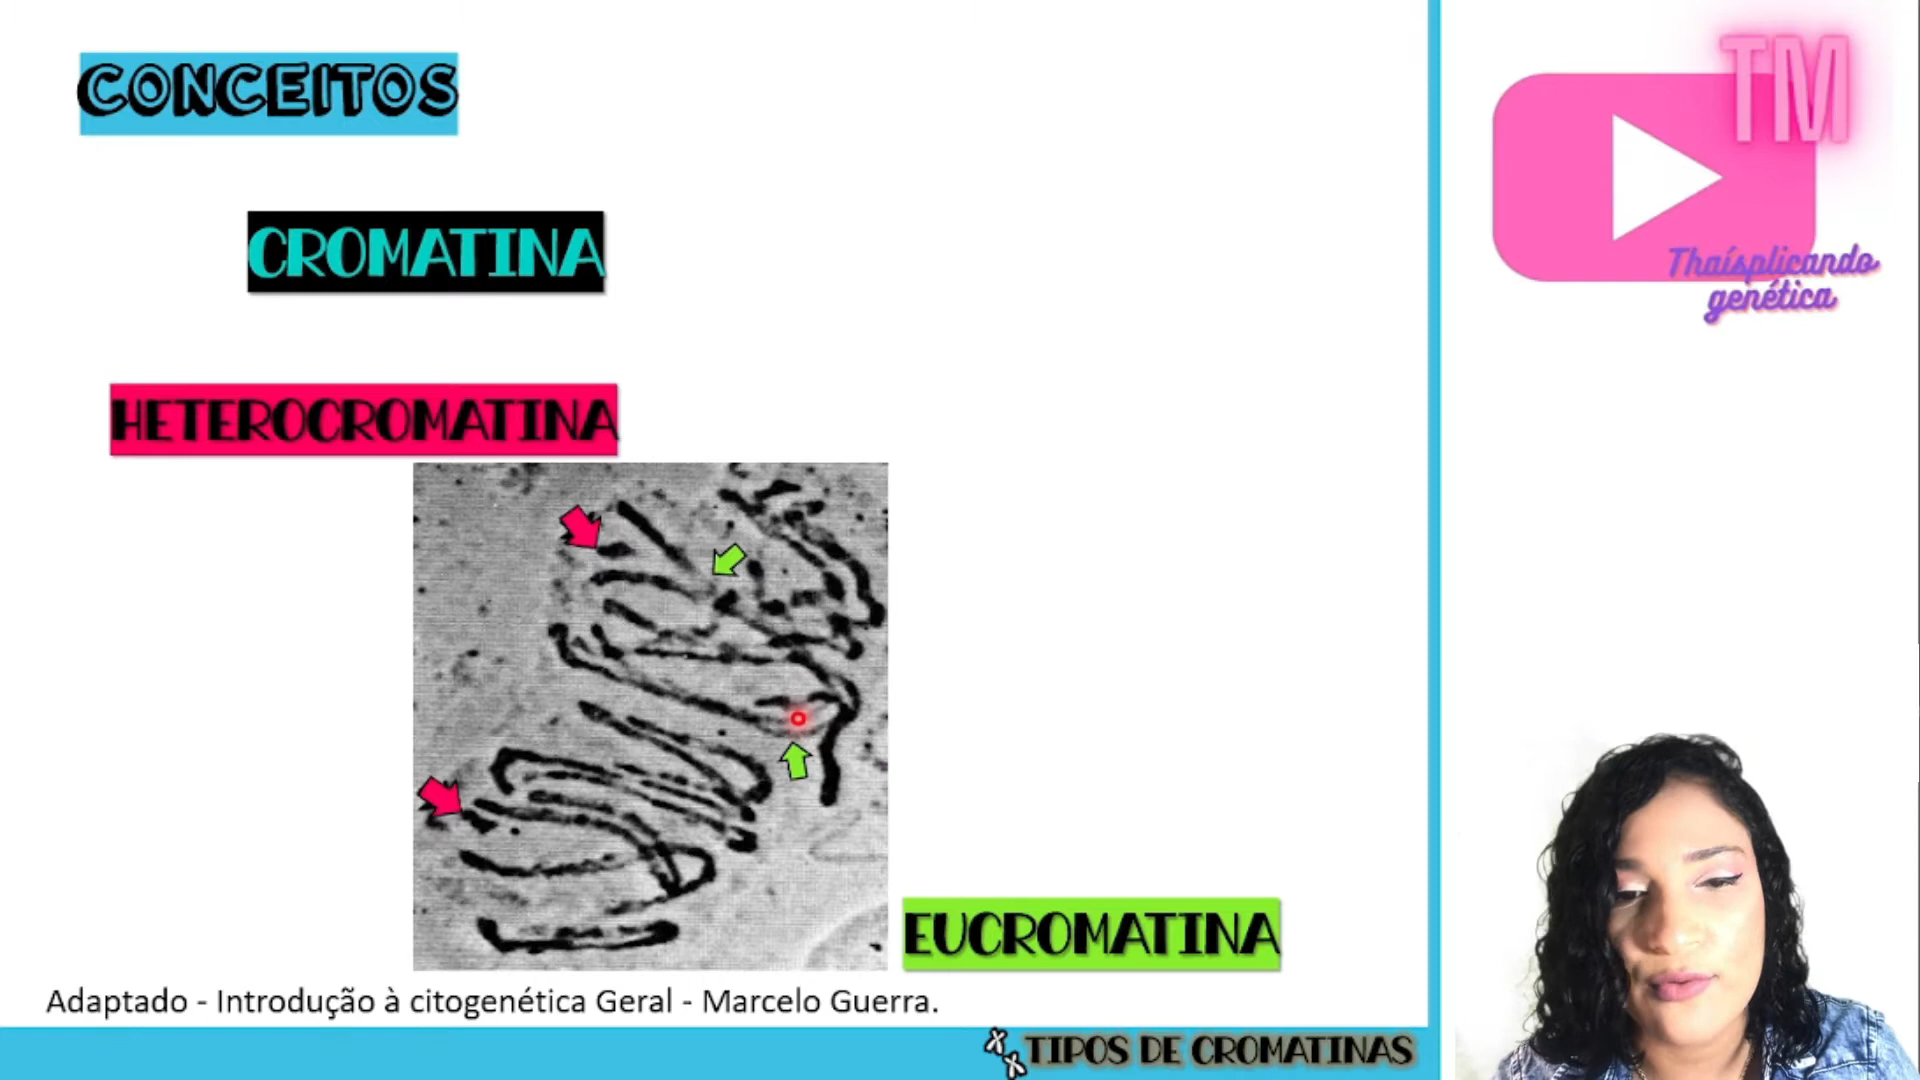 CONCEITOS
CROMATINA
HETEROCROMATINA
EUCROMATINA
Adaptado - Introdução à citogenética Geral - Marcelo Guerra.
TIPOS DE CROMATINAS
TM
Thaísplicando
genética